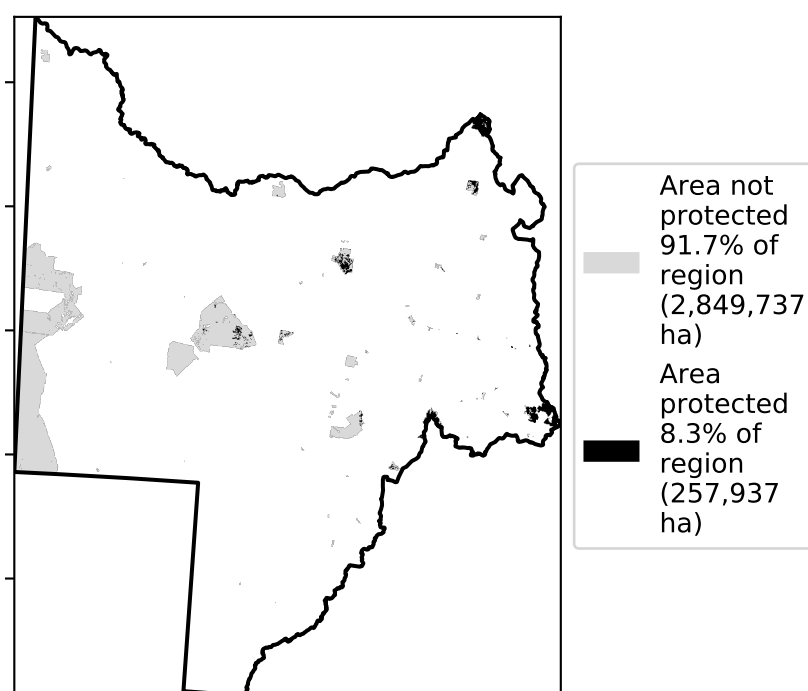 Area not
protected
91.7% of
region
(2,849,737
ha)
Area
protected
8.3% of
region
(257,937
ha)